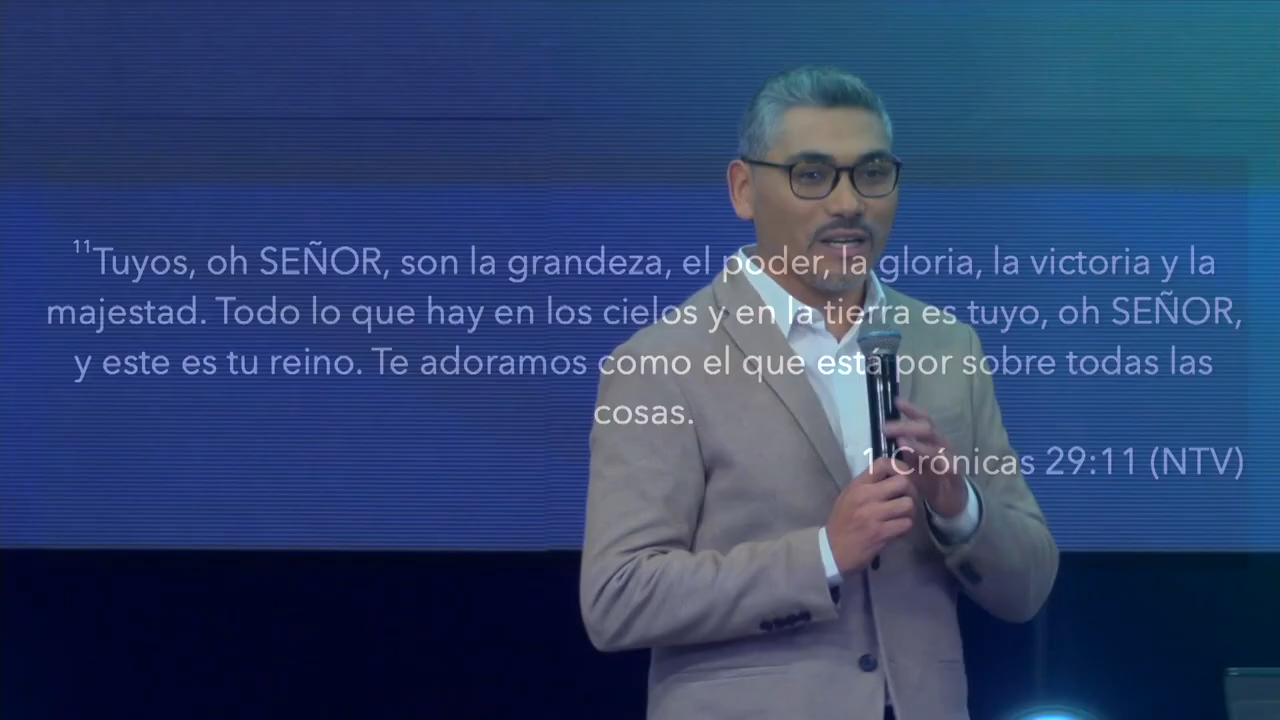 ¹¹Tuyos, oh SEÑOR, son la grandeza, el poder, la gloria, la victoria y la
majestad. Todo lo que hay en los cielos y en la tierra es tuyo, oh SEÑOR,
y este es tu reino. Te adoramos como el que está por sobre todas las
cosas.
1 Crónicas 29:11 (NTV)